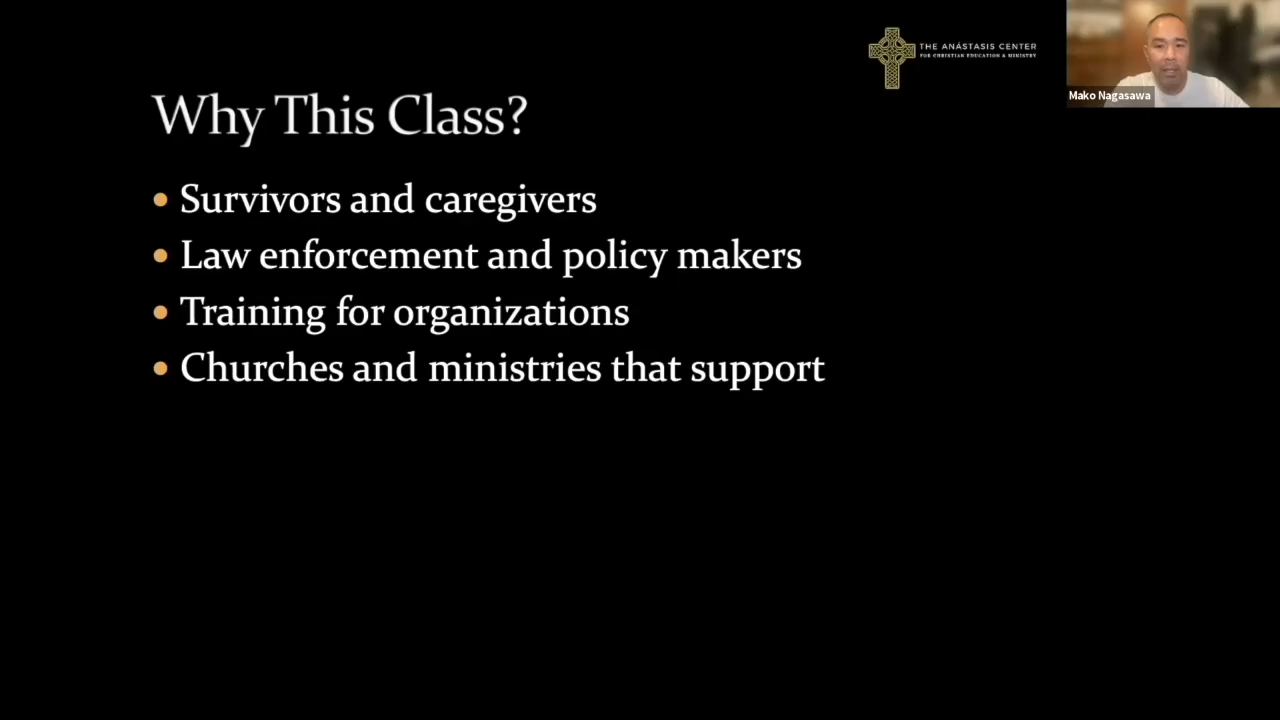 THE ANÁSTASIS CENTER
FOR CHRISTIAN EDUCATION & MINISTRY
Mako Nagasawa
Why This Class?
Survivors and caregivers
Law enforcement and policy makers
Training for organizations
Churches and ministries that support